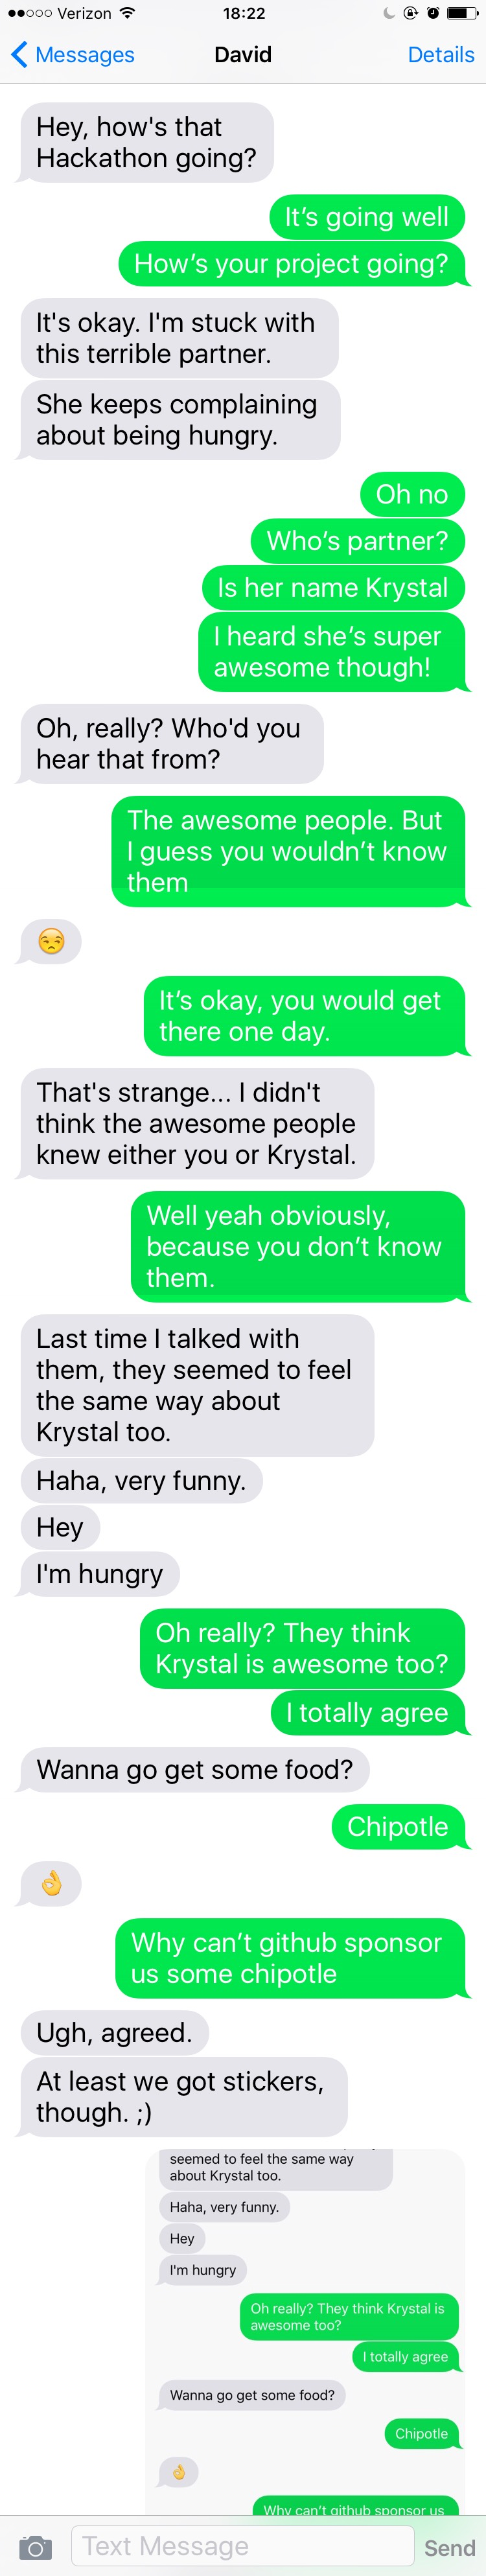 Verizon 18:22
Messages David Details
Hey, how's that
Hackathon going?
It's going well
How's your project going?
It's okay. I'm stuck with
this terrible partner.
She keeps complaining
about being hungry.
Oh no
Who's partner?
Is her name Krystal
I heard she's super
awesome though!
Oh, really? Who'd you
hear that from?
The awesome people. But
I guess you wouldn't know
them
😒
It's okay, you would get
there one day.
That's strange... I didn't
think the awesome people
knew either you or Krystal.
Well yeah obviously,
because you don't know
them.
Last time I talked with
them, they seemed to feel
the same way about
Krystal too.
Haha, very funny.
Hey
I'm hungry
Oh really? They think
Krystal is awesome too?
I totally agree
Wanna go get some food?
Chipotle
👌
Why can't github sponsor
us some chipotle
Ugh, agreed.
At least we got stickers,
though. ;)
seemed to feel the same way
about Krystal too.
Haha, very funny.
Hey
I'm hungry
Oh really? They think Krystal is
awesome too?
I totally agree
Wanna go get some food?
Chipotle
👌
Why can't github sponsor us
Text Message Send